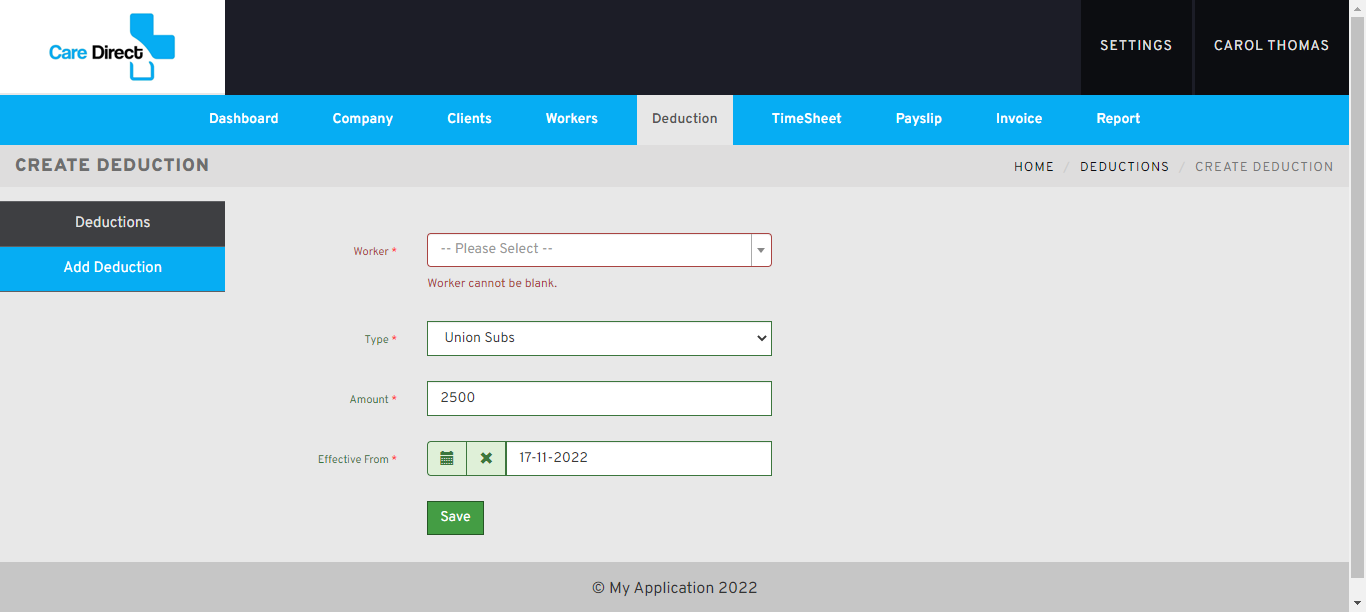 Care Direct
SETTINGS
CAROL THOMAS
Dashboard
Company
Clients
Workers
Deduction
TimeSheet
Payslip
Invoice
Report
CREATE DEDUCTION
HOME / DEDUCTIONS / CREATE DEDUCTION
Deductions
Add Deduction
Worker *
-- Please Select --
Worker cannot be blank.
Type *
Union Subs
Amount *
2500
Effective From *
17-11-2022
Save
© My Application 2022